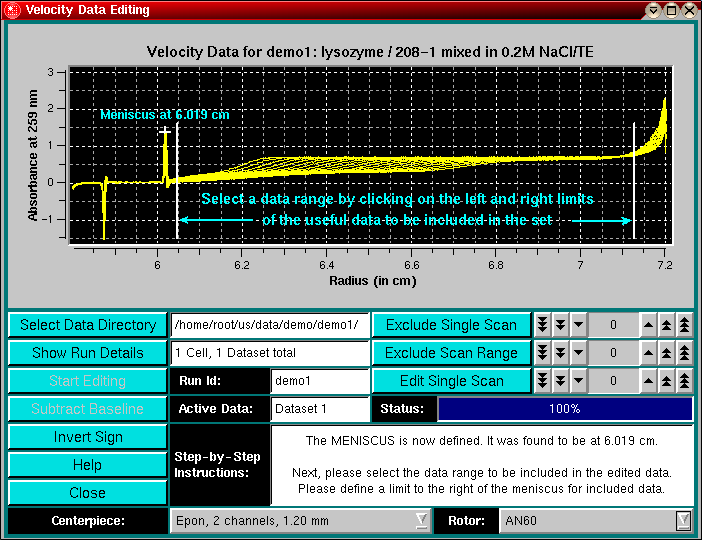 Velocity Data Editing
Velocity Data for demo1: lysozyme / 208-1 mixed in 0.2M NaCl/TE
Absorbance at 259 nm
3
2
1
0
-1
Meniscus at 6.019 cm
Select a data range by clicking on the left and right limits
of the useful data to be included in the set
6 6.2 6.4 6.6 6.8 7 7.2
Radius (in cm)
Select Data Directory /home/root/us/data/demo/demo1/ Exclude Single Scan 0
Show Run Details 1 Cell, 1 Dataset total Exclude Scan Range 0
Start Editing Run Id: demo1 Edit Single Scan 0
Subtract Baseline Active Data: Dataset 1 Status: 100%
Invert Sign
Help
Close
Step-by-Step
Instructions:
The MENISCUS is now defined. It was found to be at 6.019 cm.
Next, please select the data range to be included in the edited data.
Please define a limit to the right of the meniscus for included data.
Centerpiece: Epon, 2 channels, 1.20 mm Rotor: AN60